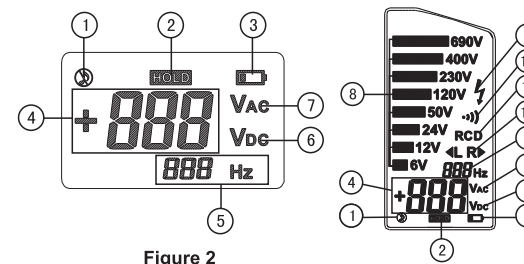 1
2
3
HOLD
4
+ 888
VAC
7
VDC
6
888 Hz
5
Figure 2
690V
400V
230V
8
120V
50V
24V
RCD
12V
L R
6V
888 Hz
4
+ 888
VAC
VDC
1
HOLD
2